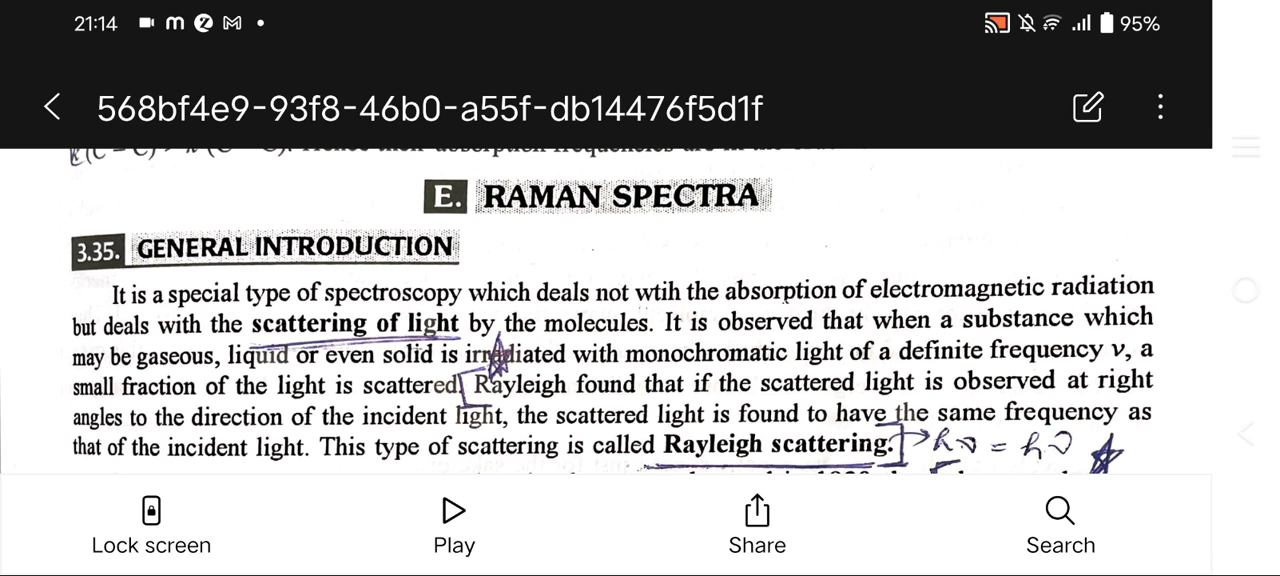 21:14
95%
568bf4e9-93f8-46b0-a55f-db14476f5d1f
E. RAMAN SPECTRA
3.35. GENERAL INTRODUCTION
It is a special type of spectroscopy which deals not wtih the absorption of electromagnetic radiation
but deals with the scattering of light by the molecules. It is observed that when a substance which
may be gaseous, liquid or even solid is irradiated with monochromatic light of a definite frequency ν, a
small fraction of the light is scattered. Rayleigh found that if the scattered light is observed at right
angles to the direction of the incident light, the scattered light is found to have the same frequency as
that of the incident light. This type of scattering is called Rayleigh scattering. → hν = hν
Lock screen
Play
Share
Search